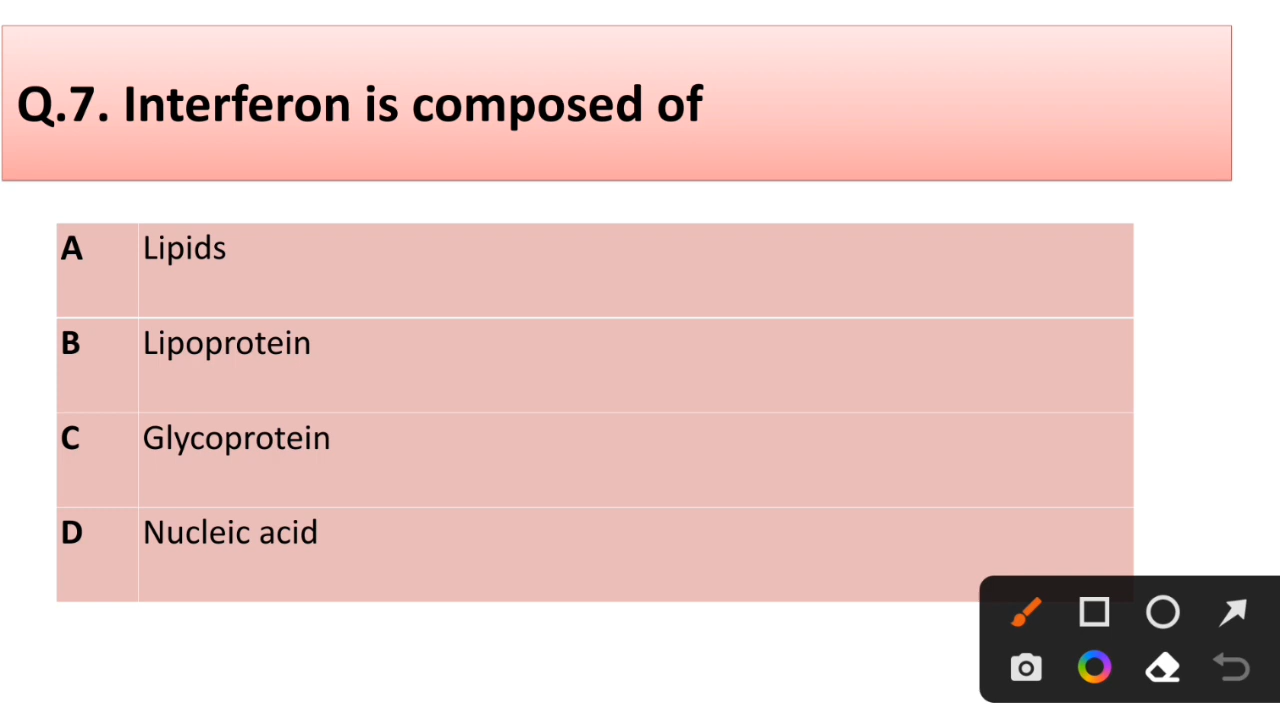 Q.7. Interferon is composed of
A Lipids
B Lipoprotein
C Glycoprotein
D Nucleic acid